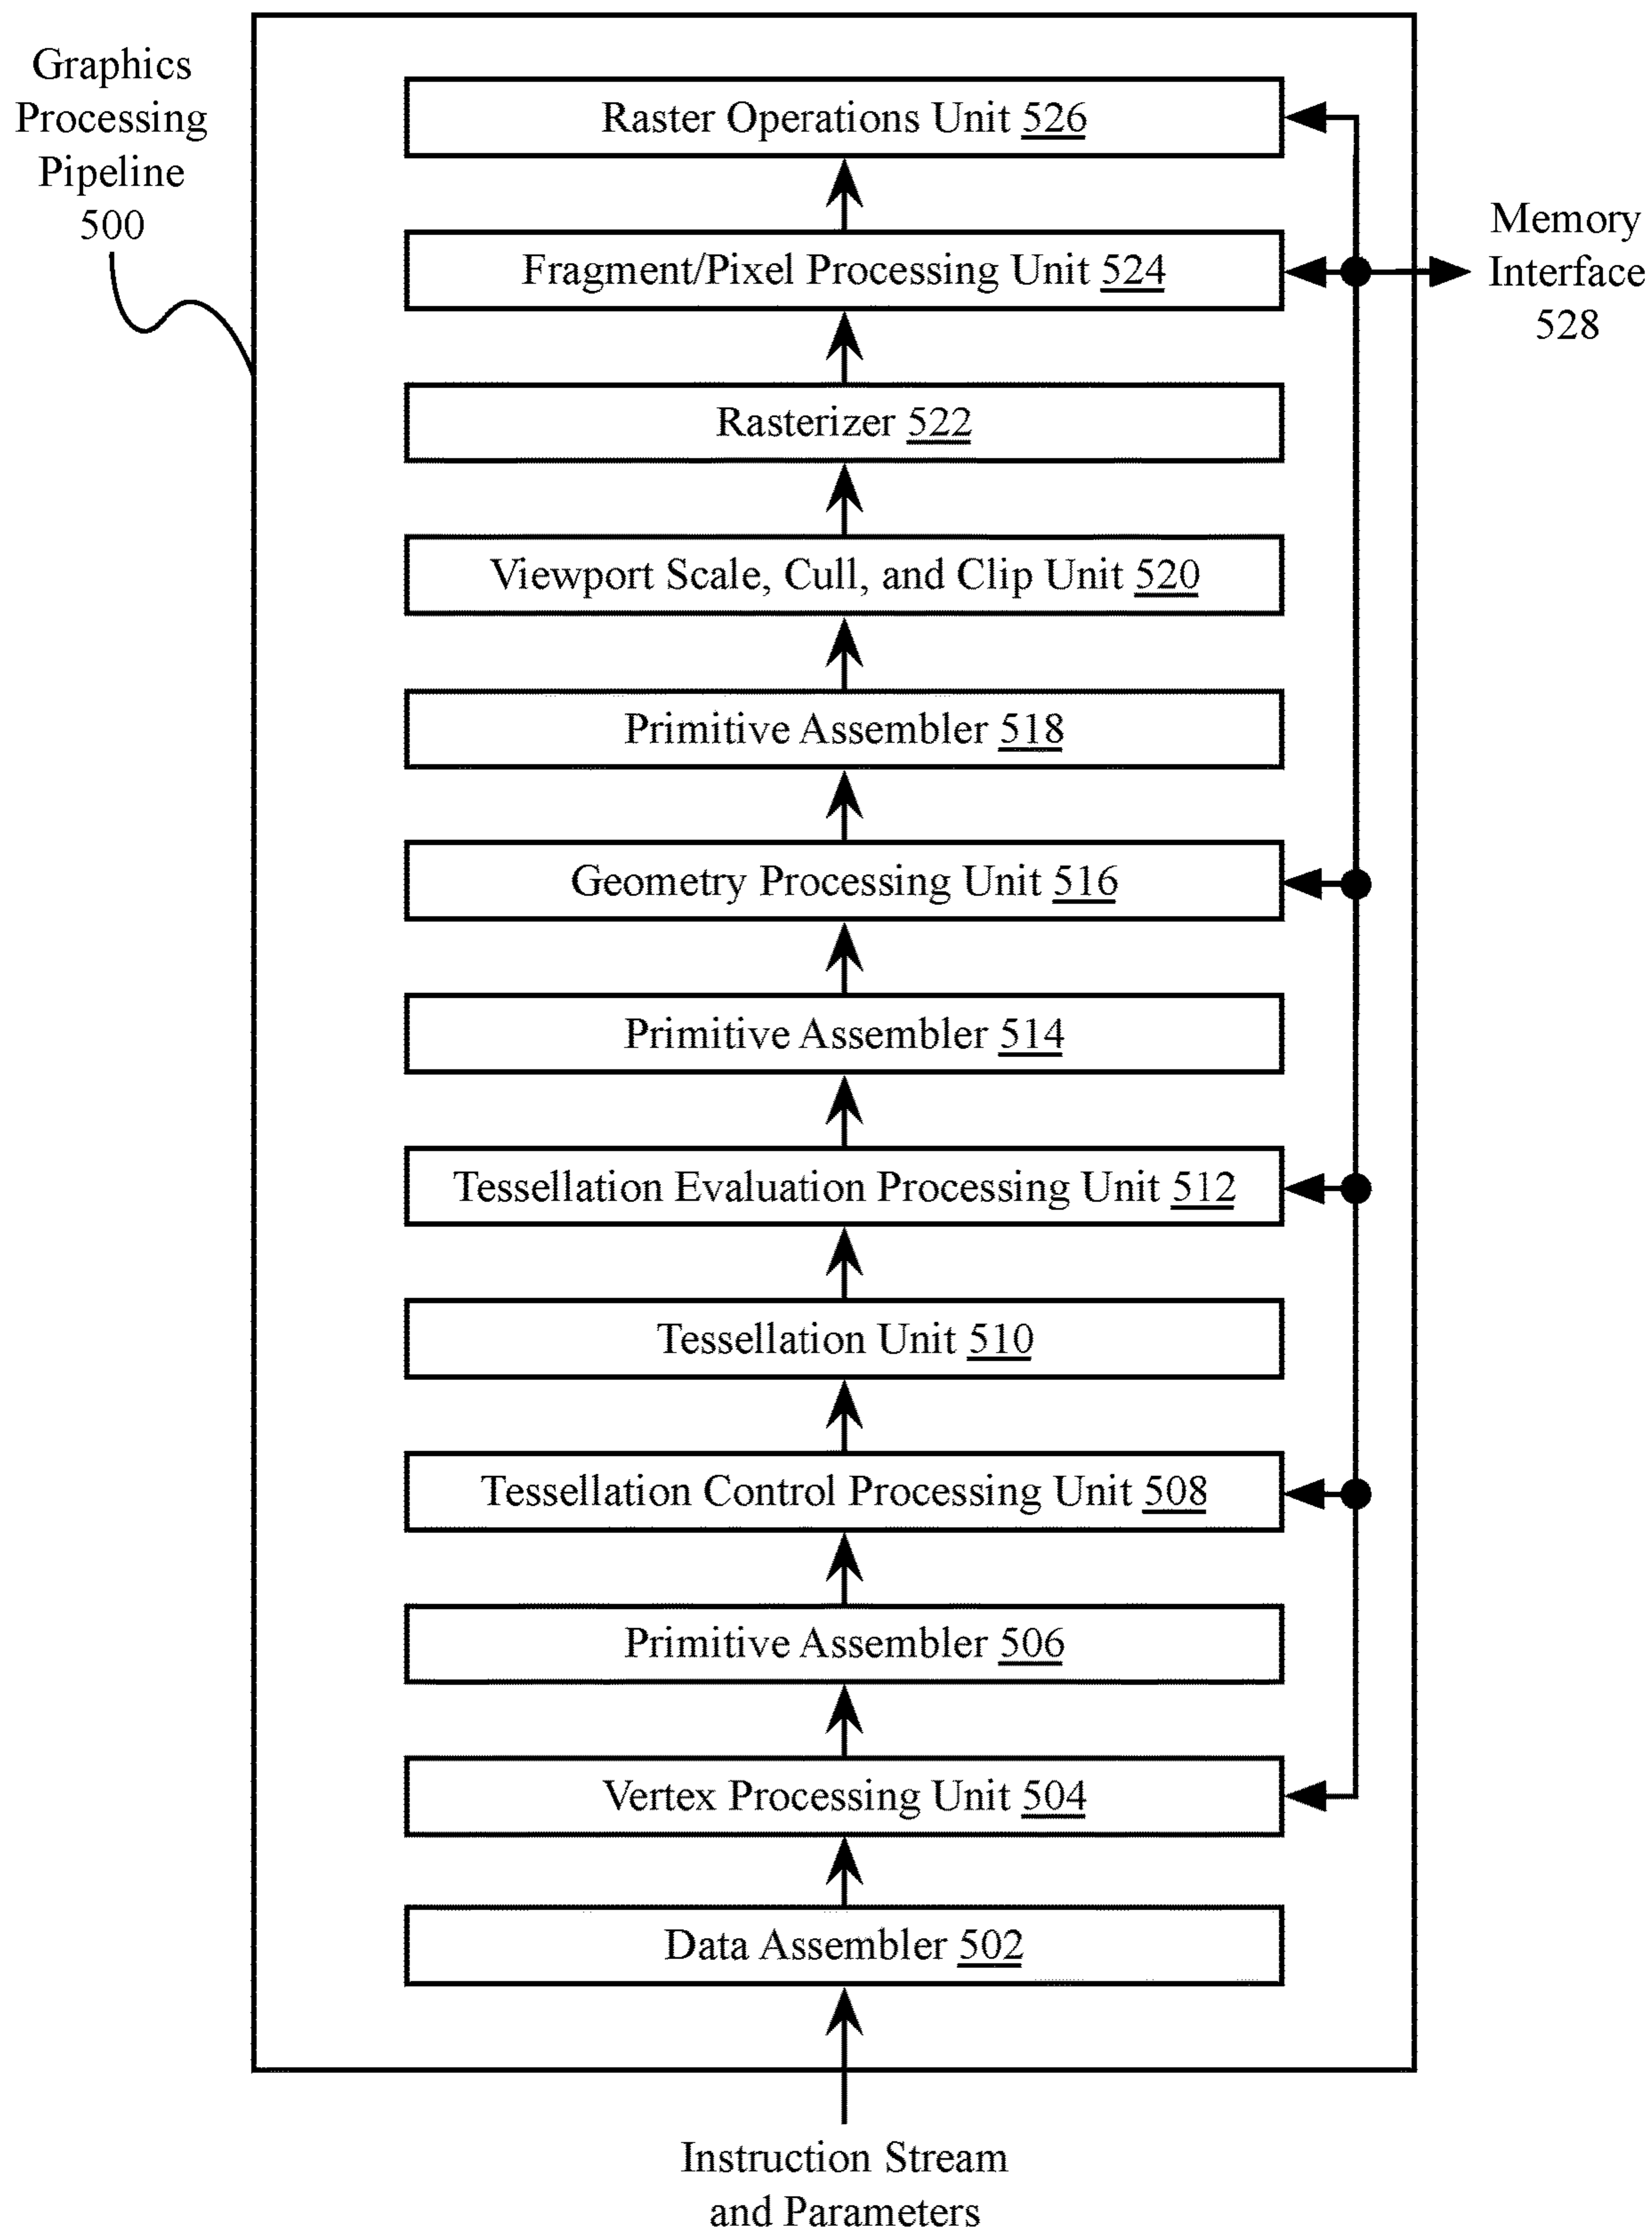 Graphics
Processing
Pipeline
500
Raster Operations Unit 526
Fragment/Pixel Processing Unit 524
Memory
Interface
528
Rasterizer 522
Viewport Scale, Cull, and Clip Unit 520
Primitive Assembler 518
Geometry Processing Unit 516
Primitive Assembler 514
Tessellation Evaluation Processing Unit 512
Tessellation Unit 510
Tessellation Control Processing Unit 508
Primitive Assembler 506
Vertex Processing Unit 504
Data Assembler 502
Instruction Stream
and Parameters